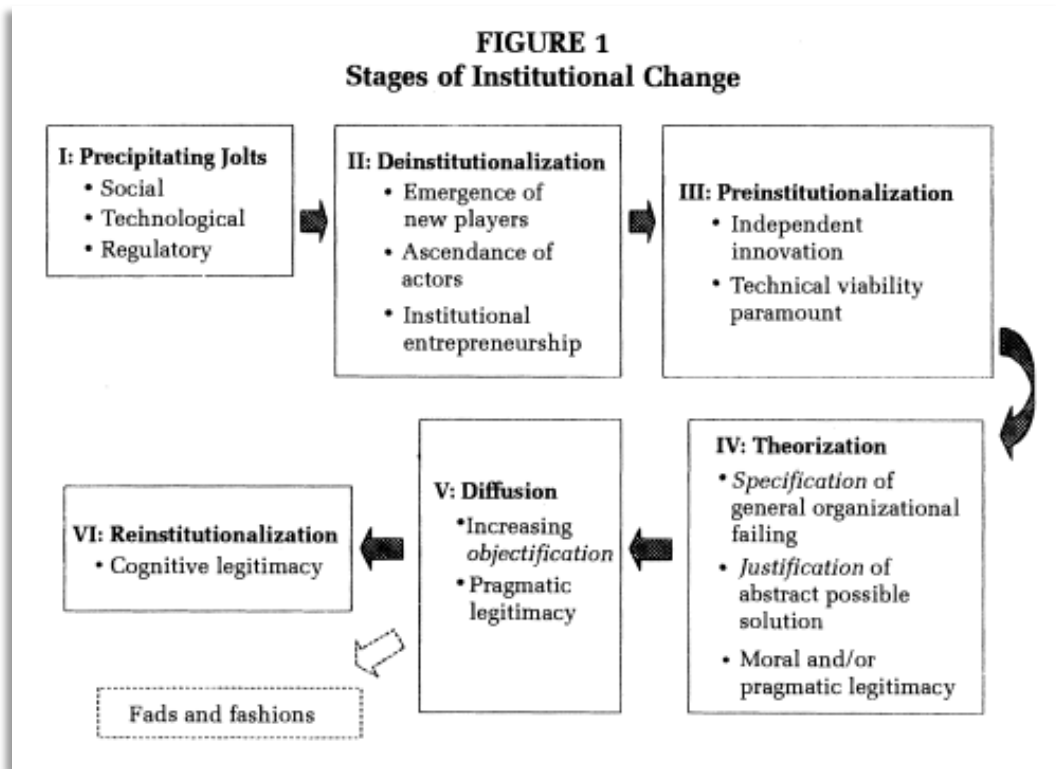 FIGURE 1
Stages of Institutional Change
I: Precipitating Jolts
• Social
• Technological
• Regulatory
II: Deinstitutionalization
• Emergence of
new players
• Ascendance of
actors
• Institutional
entrepreneurship
III: Preinstitutionalization
• Independent
innovation
• Technical viability
paramount
IV: Theorization
• Specification of
general organizational
failing
• Justification of
abstract possible
solution
• Moral and/or
pragmatic legitimacy
V: Diffusion
•Increasing
objectification
•Pragmatic
legitimacy
VI: Reinstitutionalization
• Cognitive legitimacy
Fads and fashions